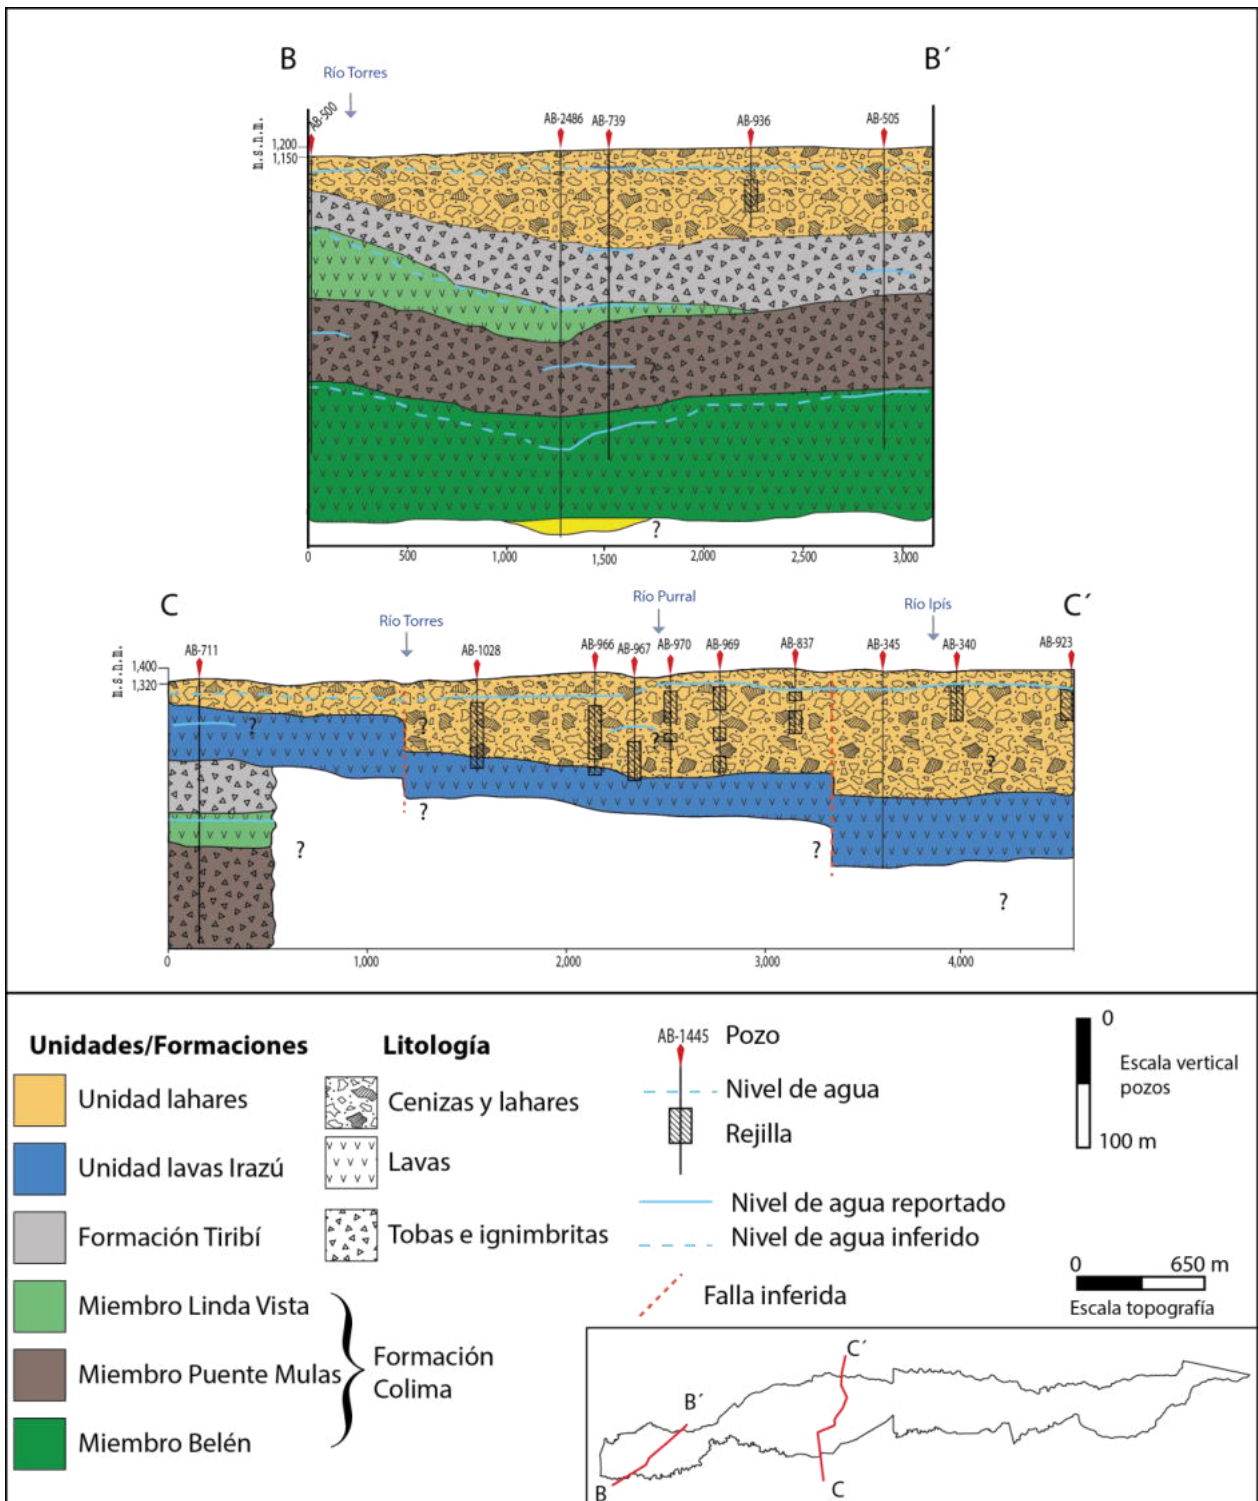 B
B´
Río Torres
AB-500
AB-2486
AB-739
AB-936
AB-505
m.s.n.m.
1,200
1,150
?
?
?
0
500
1,000
1,500
2,000
2,500
3,000
C
C´
Río Torres
Río Purral
Río Ipís
AB-711
AB-1028
AB-966
AB-967
AB-970
AB-969
AB-837
AB-345
AB-340
AB-923
m.s.n.m.
1,400
1,320
?
?
?
?
?
?
?
?
0
1,000
2,000
3,000
4,000
Unidades/Formaciones
Unidad lahares
Unidad lavas Irazú
Formación Tiribí
Miembro Linda Vista
Miembro Puente Mulas
Miembro Belén
Formación
Colima
Litología
Cenizas y lahares
Lavas
Tobas e ignimbritas
AB-1445
Pozo
Nivel de agua
Rejilla
Nivel de agua reportado
Nivel de agua inferido
Falla inferida
0
Escala vertical
pozos
100 m
0
650 m
Escala topografía
C´
B´
B
C